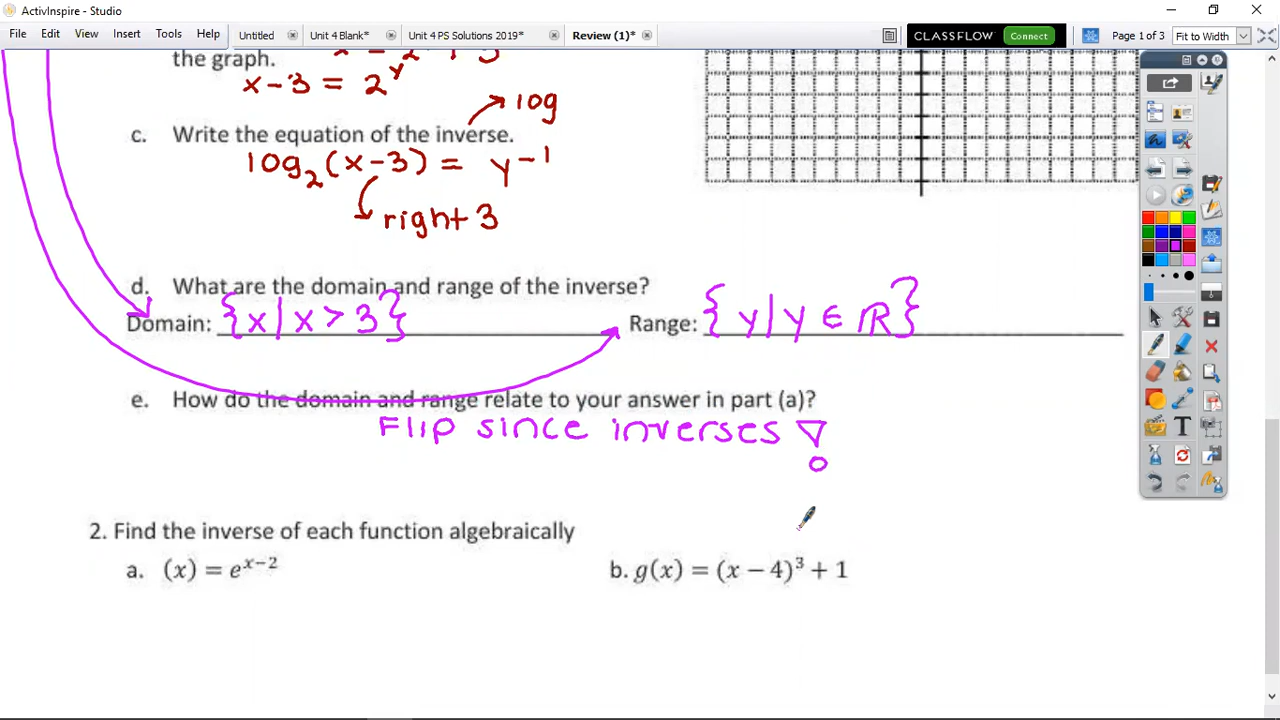 ActivInspire - Studio
File Edit View Insert Tools Help Untitled Unit 4 Blank* Unit 4 PS Solutions 2019* Review (1)* CLASSFLOW Connect Page 1 of 3 Fit to Width
the graph.
x-3 = 2^y
→log
c. Write the equation of the inverse.
log₂(x-3) = y-1
right 3
d. What are the domain and range of the inverse?
Domain: {x|x>3} Range: {y|y∈ℝ}
e. How do the domain and range relate to your answer in part (a)?
Flip since inverses!
2. Find the inverse of each function algebraically
a. (x) = e^{x−2} b. g(x) = (x − 4)³ + 1